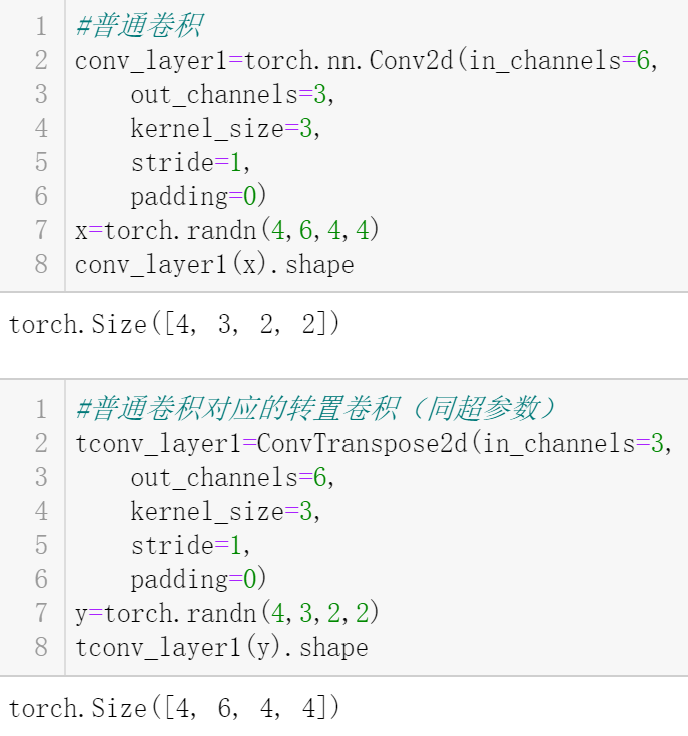 1 #普通卷积
2 conv_layer1=torch.nn.Conv2d(in_channels=6,
3     out_channels=3,
4     kernel_size=3,
5     stride=1,
6     padding=0)
7 x=torch.randn(4,6,4,4)
8 conv_layer1(x).shape
torch.Size([4, 3, 2, 2])
1 #普通卷积对应的转置卷积（同超参数）
2 tconv_layer1=ConvTranspose2d(in_channels=3,
3     out_channels=6,
4     kernel_size=3,
5     stride=1,
6     padding=0)
7 y=torch.randn(4,3,2,2)
8 tconv_layer1(y).shape
torch.Size([4, 6, 4, 4])